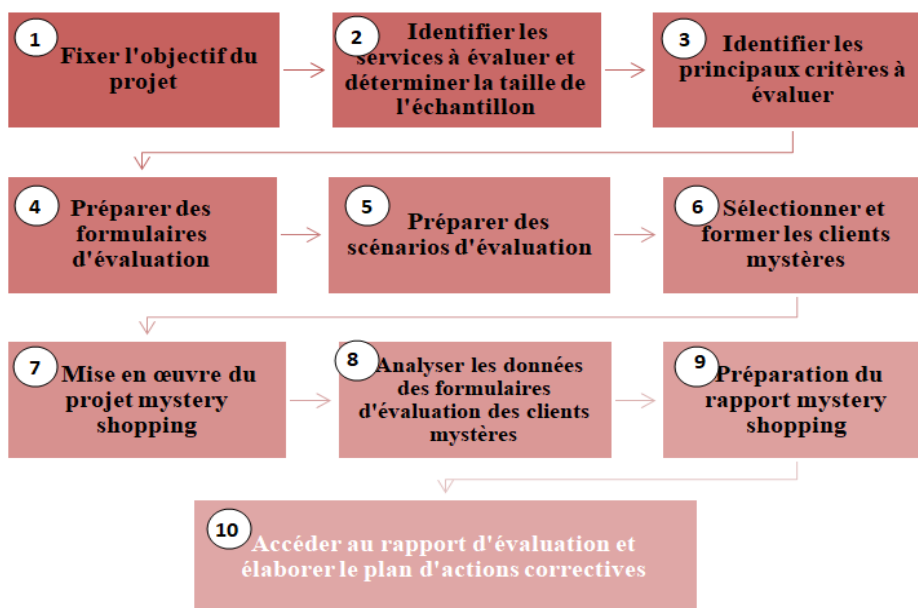 1
Fixer l'objectif du
projet
2
Identifier les
services à évaluer et
déterminer la taille de
l'échantillon
3
Identifier les
principaux critères à
évaluer
4
Préparer des
formulaires
d'évaluation
5
Préparer des
scénarios d'évaluation
6
Sélectionner et
former les clients
mystères
7
Mise en œuvre du
projet mystery
shopping
8
Analyser les données
des formulaires
d'évaluation des clients
mystères
9
Préparation du
rapport mystery
shopping
10
Accéder au rapport d'évaluation et
élaborer le plan d'actions correctives